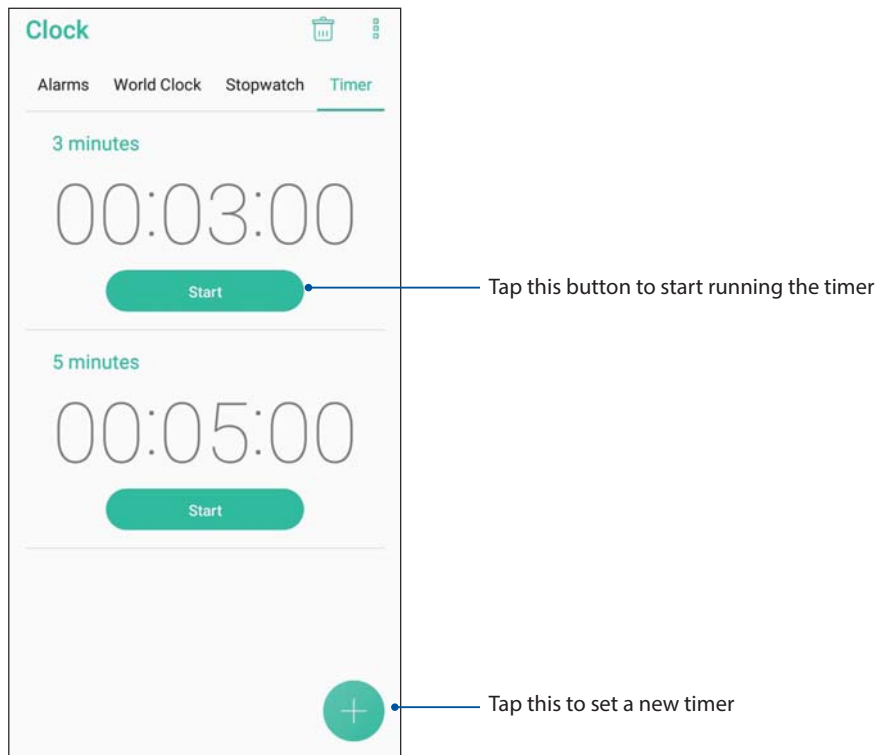 Clock
Alarms World Clock Stopwatch Timer
3 minutes
00:03:00
Start
Tap this button to start running the timer
5 minutes
00:05:00
Start
Tap this to set a new timer